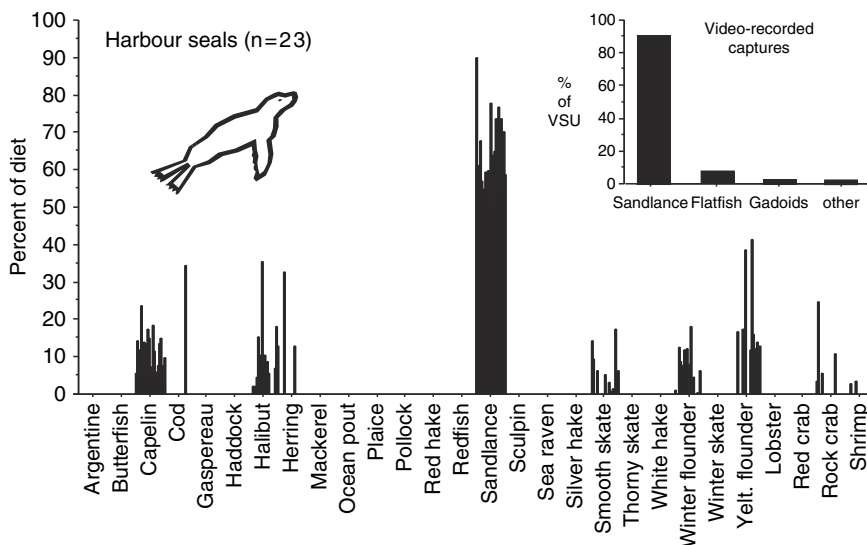 100
90
80
70
60
50
40
30
20
10
0
Percent of diet
Harbour seals (n=23)
100
80
60
40
20
0
%
of
VSU
Video-recorded
captures
Sandlance Flatfish Gadoids other
Argentine
Butterfish
Capelin
Cod
Gaspereau
Haddock
Halibut
Herring
Mackerel
Ocean pout
Plaice
Pollock
Red hake
Redfish
Sandlance
Sculpin
Sea raven
Silver hake
Smooth skate
Thorny skate
White hake
Winter flounder
Winter skate
Yelt. flounder
Lobster
Red crab
Rock crab
Shrimp